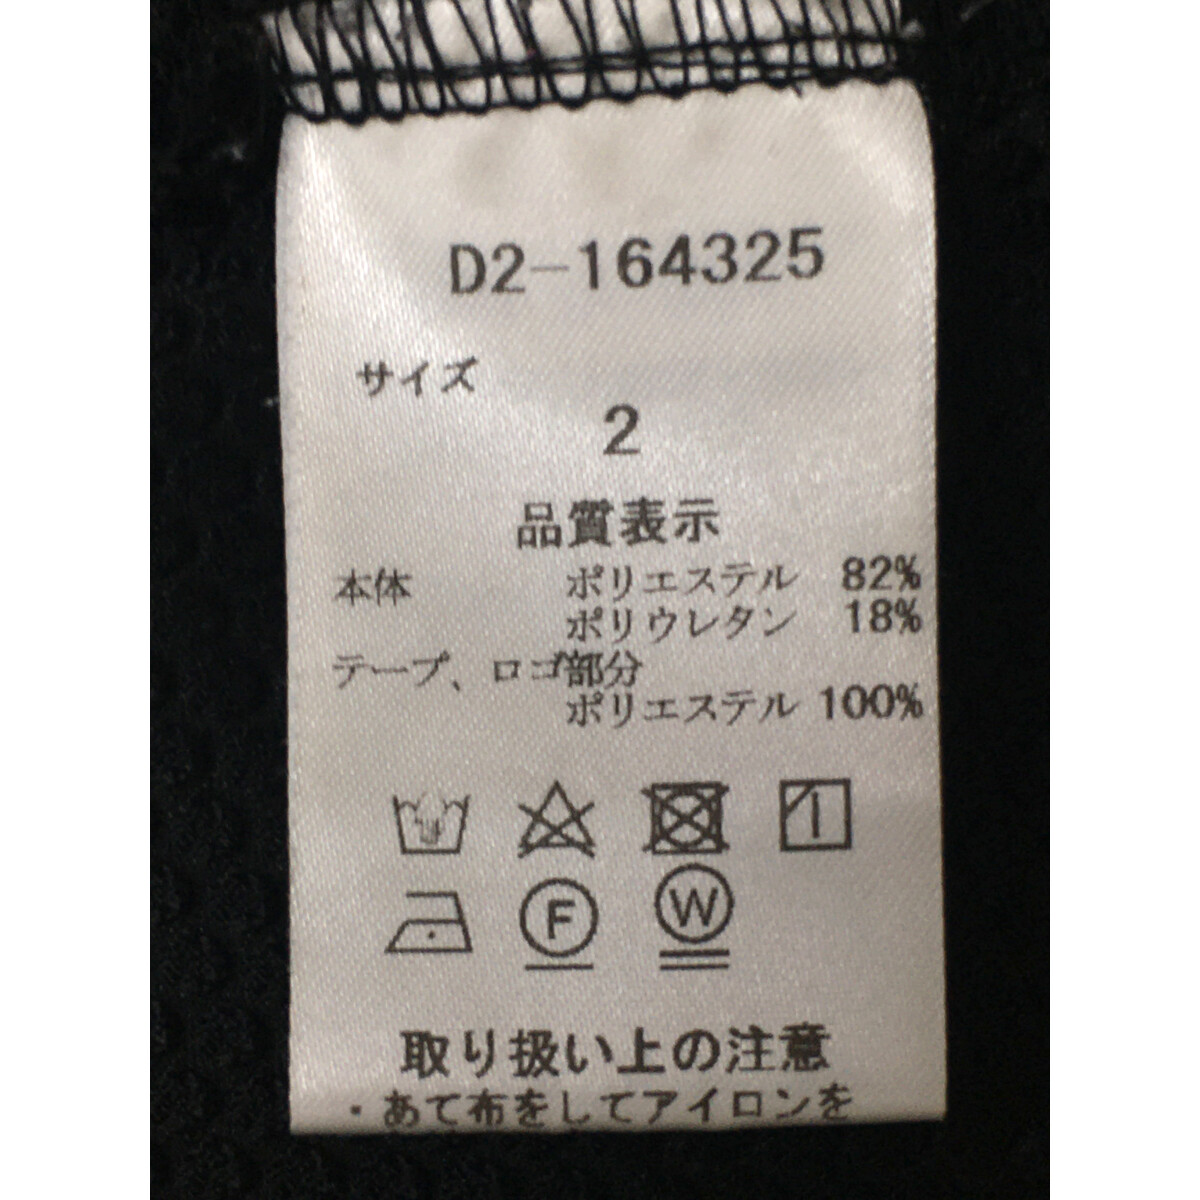 D2-164325
サイズ
2
品質表示
本体 ポリエステル 82%
ポリウレタン 18%
テープ、ロゴ部分
ポリエステル 100%
F W
取り扱い上の注意
・あて布をしてアイロンを